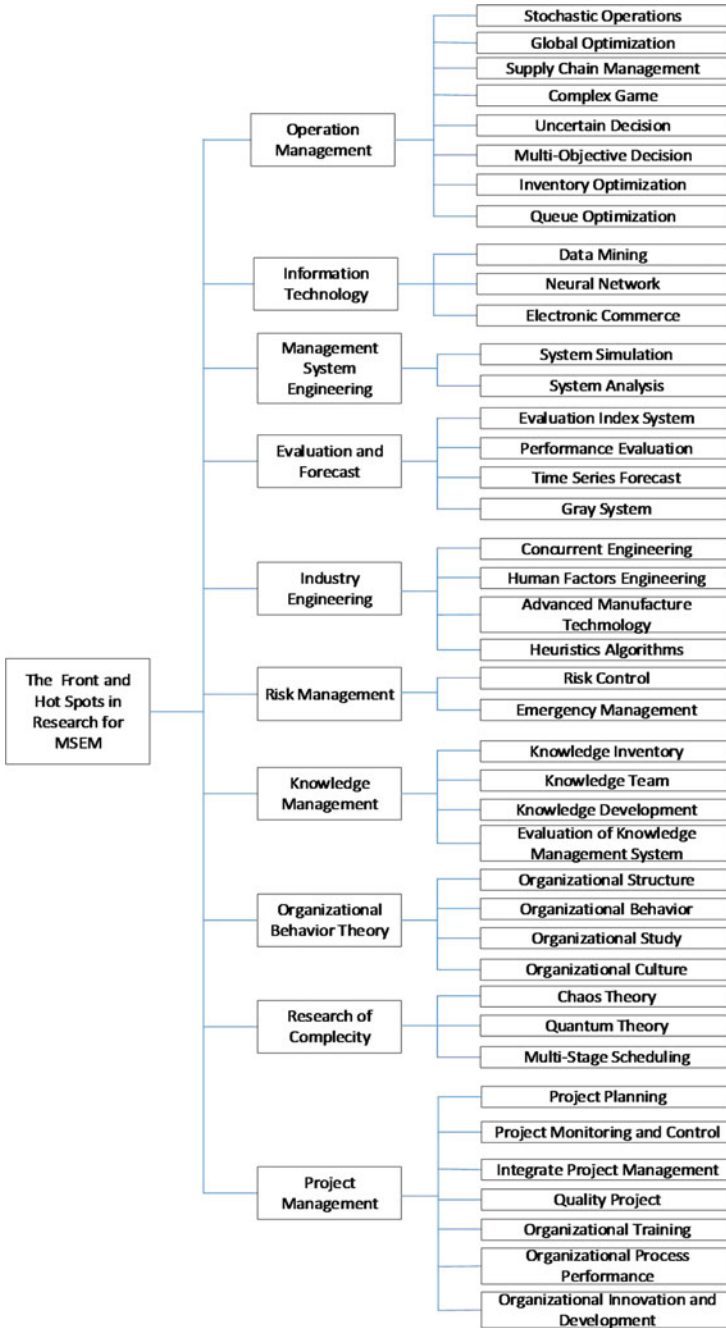 The Front and
Hot Spots in
Research for
MSEM
Operation
Management
Stochastic Operations
Global Optimization
Supply Chain Management
Complex Game
Uncertain Decision
Multi-Objective Decision
Inventory Optimization
Queue Optimization
Information
Technology
Data Mining
Neural Network
Electronic Commerce
Management
System
Engineering
System Simulation
System Analysis
Evaluation and
Forecast
Evaluation Index System
Performance Evaluation
Time Series Forecast
Gray System
Industry
Engineering
Concurrent Engineering
Human Factors Engineering
Advanced Manufacture
Technology
Heuristics Algorithms
Risk Management
Risk Control
Emergency Management
Knowledge
Management
Knowledge Inventory
Knowledge Team
Knowledge Development
Evaluation of Knowledge
Management System
Organizational
Behavior Theory
Organizational Structure
Organizational Behavior
Organizational Study
Organizational Culture
Research of
Complecity
Chaos Theory
Quantum Theory
Multi-Stage Scheduling
Project
Management
Project Planning
Project Monitoring and Control
Integrate Project Management
Quality Project
Organizational Training
Organizational Process
Performance
Organizational Innovation and
Development